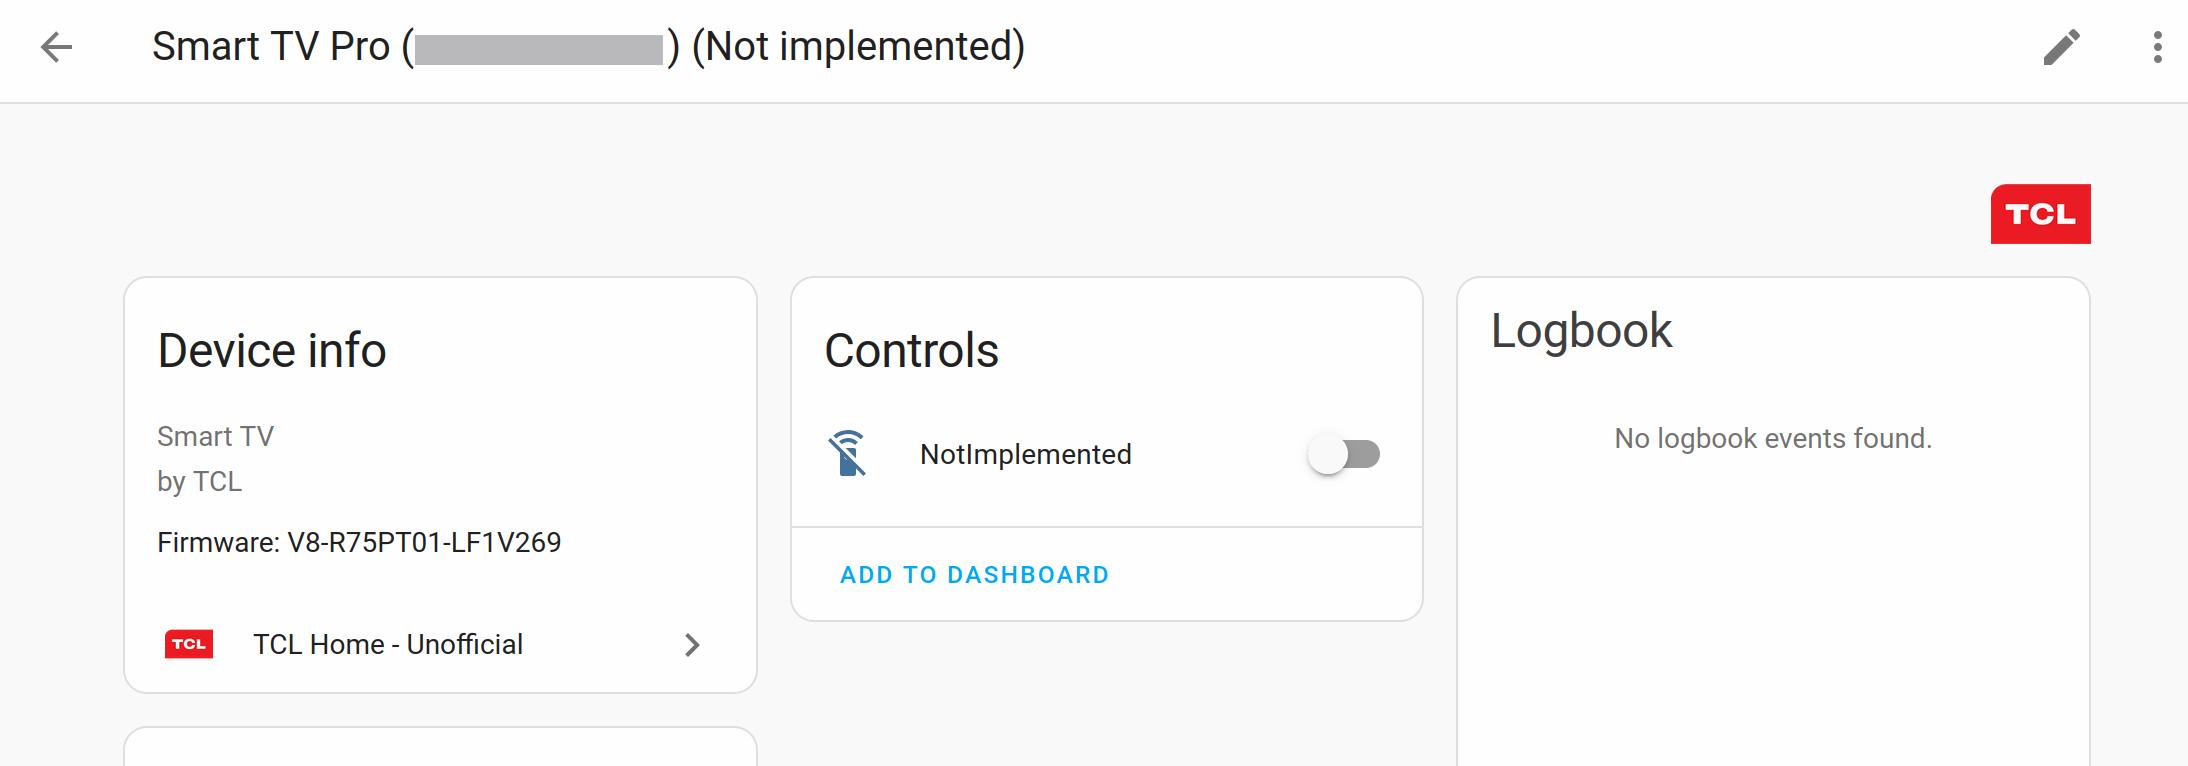 Smart TV Pro () (Not implemented)
TCL
Device info
Smart TV
by TCL
Firmware: V8-R75PT01-LF1V269
TCL
TCL Home - Unofficial
Controls
NotImplemented
ADD TO DASHBOARD
Logbook
No logbook events found.